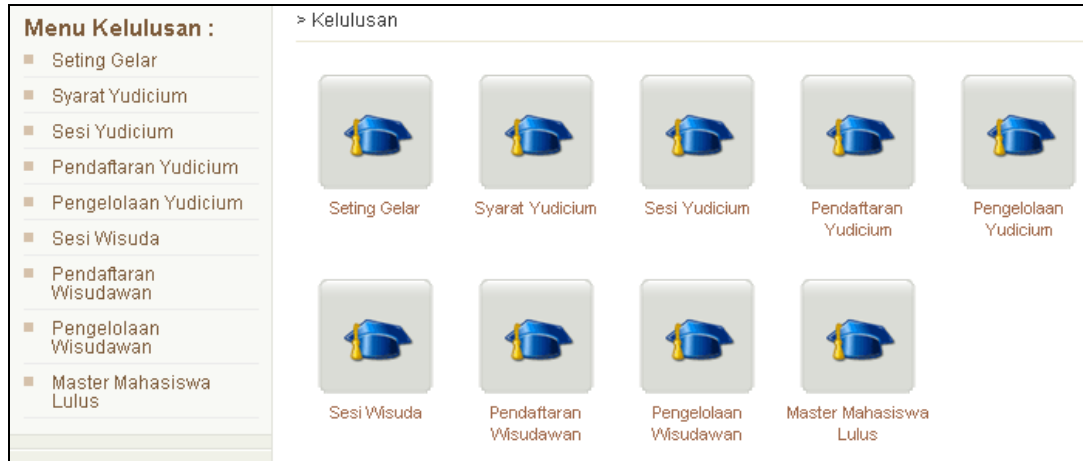 Menu Kelulusan :
Seting Gelar
Syarat Yudicium
Sesi Yudicium
Pendaftaran Yudicium
Pengelolaan Yudicium
Sesi Wisuda
Pendaftaran
Wisudawan
Pengelolaan
Wisudawan
Master Mahasiswa
Lulus
> Kelulusan
Seting Gelar
Syarat Yudicium
Sesi Yudicium
Pendaftaran
Yudicium
Pengelolaan
Yudicium
Sesi Wisuda
Pendaftaran
Wisudawan
Pengelolaan
Wisudawan
Master Mahasiswa
Lulus